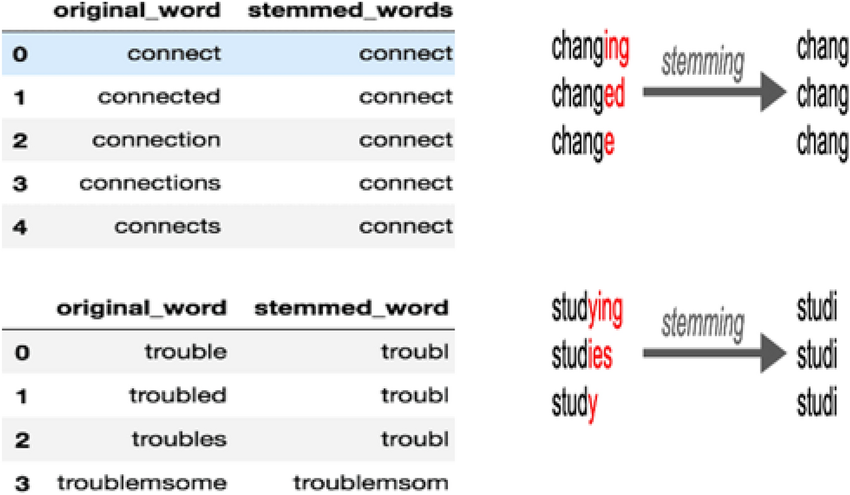 original_word stemmed_words
0 connect connect
1 connected connect
2 connection connect
3 connections connect
4 connects connect
original_word stemmed_word
0 trouble troubl
1 troubled troubl
2 troubles troubl
3 troublemsome troublemsom
changing stemming chang
changed chang
change chang
studying stemming studi
studies studi
study studi